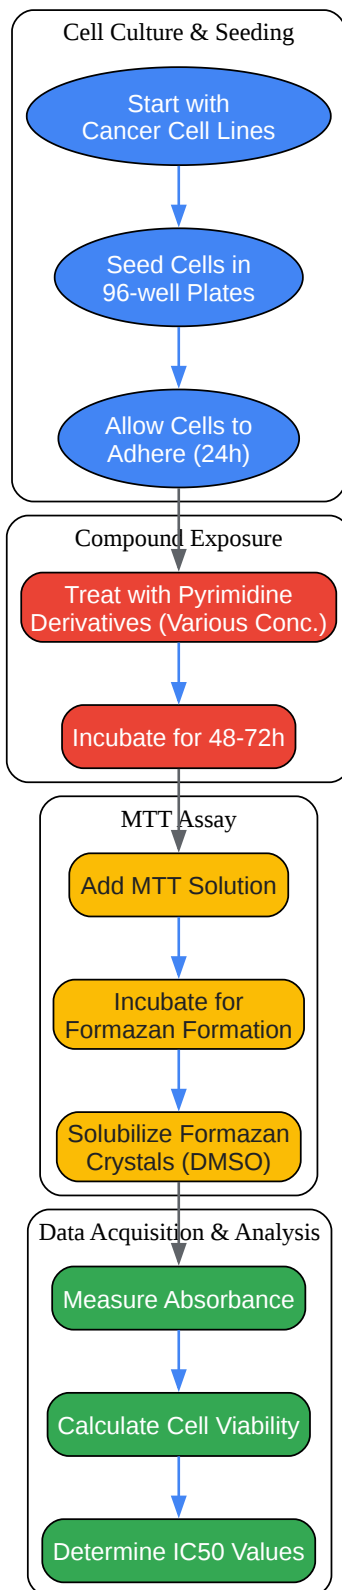 Cell Culture & Seeding
Start with
Cancer Cell Lines
Seed Cells in
96-well Plates
Allow Cells to
Adhere (24h)
Compound Exposure
Treat with Pyrimidine
Derivatives (Various Conc.)
Incubate for 48-72h
MTT Assay
Add MTT Solution
Incubate for
Formazan Formation
Solubilize Formazan
Crystals (DMSO)
Data Acquisition & Analysis
Measure Absorbance
Calculate Cell Viability
Determine IC50 Values